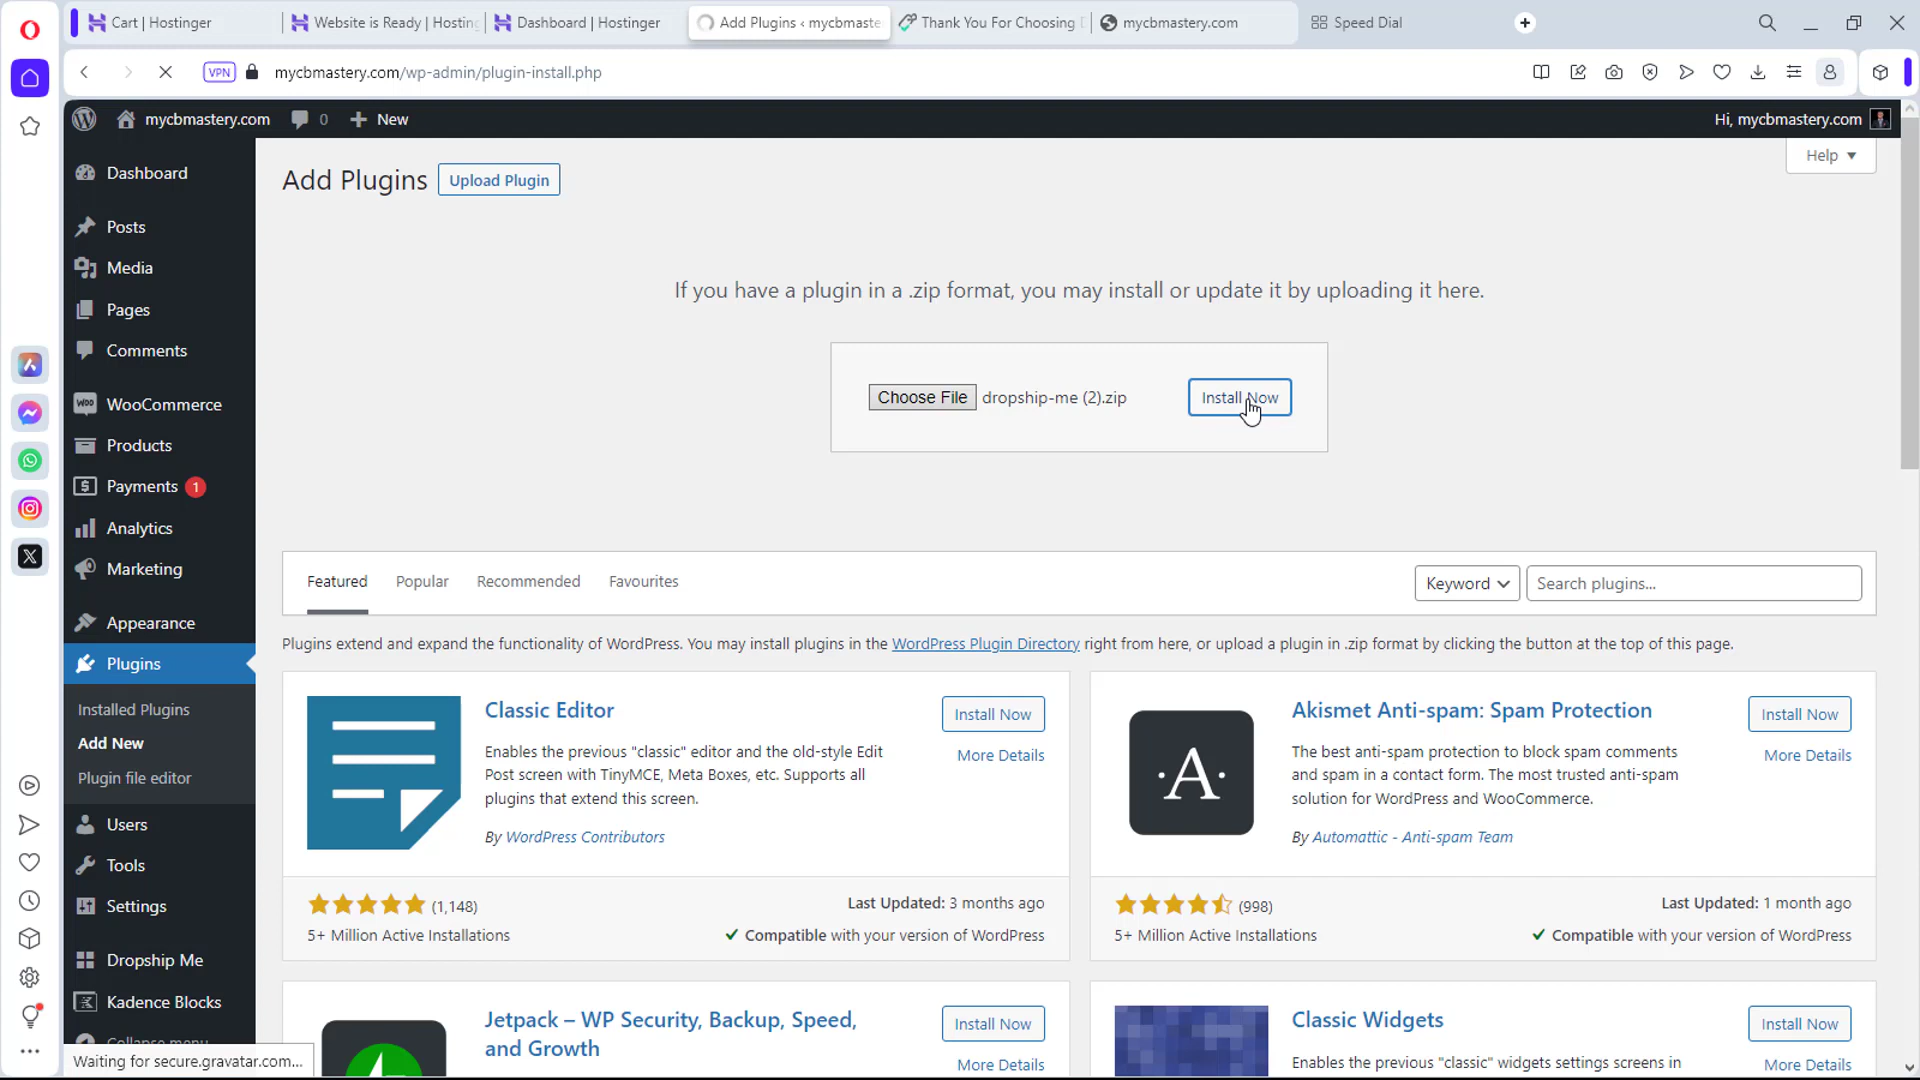 Cart | Hostinger
Website is Ready | Hosting
Dashboard | Hostinger
Add Plugins ‹ mycbmaste
Thank You For Choosing D
mycbmastery.com
Speed Dial
VPN
mycbmastery.com/wp-admin/plugin-install.php
mycbmastery.com
0
New
Hi, mycbmastery.com
Help
Dashboard
Posts
Media
Pages
Comments
WooCommerce
Products
Payments 1
Analytics
Marketing
Appearance
Plugins
Installed Plugins
Add New
Plugin file editor
Users
Tools
Settings
Dropship Me
Kadence Blocks
Collapse menu
Waiting for secure.gravatar.com...
Add Plugins
Upload Plugin
If you have a plugin in a .zip format, you may install or update it by uploading it here.
Choose File dropship-me (2).zip
Install Now
Featured
Popular
Recommended
Favourites
Keyword
Search plugins...
Plugins extend and expand the functionality of WordPress. You may install plugins in the WordPress Plugin Directory right from here, or upload a plugin in .zip format by clicking the button at the top of this page.
Classic Editor
Install Now
More Details
Enables the previous "classic" editor and the old-style Edit
Post screen with TinyMCE, Meta Boxes, etc. Supports all
plugins that extend this screen.
By WordPress Contributors
(1,148)
5+ Million Active Installations
Last Updated: 3 months ago
Compatible with your version of WordPress
·A·
Akismet Anti-spam: Spam Protection
Install Now
More Details
The best anti-spam protection to block spam comments
and spam in a contact form. The most trusted anti-spam
solution for WordPress and WooCommerce.
By Automattic - Anti-spam Team
(998)
5+ Million Active Installations
Last Updated: 1 month ago
Compatible with your version of WordPress
Jetpack – WP Security, Backup, Speed,
and Growth
Install Now
More Details
Classic Widgets
Install Now
More Details
Enables the previous "classic" widgets settings screens in